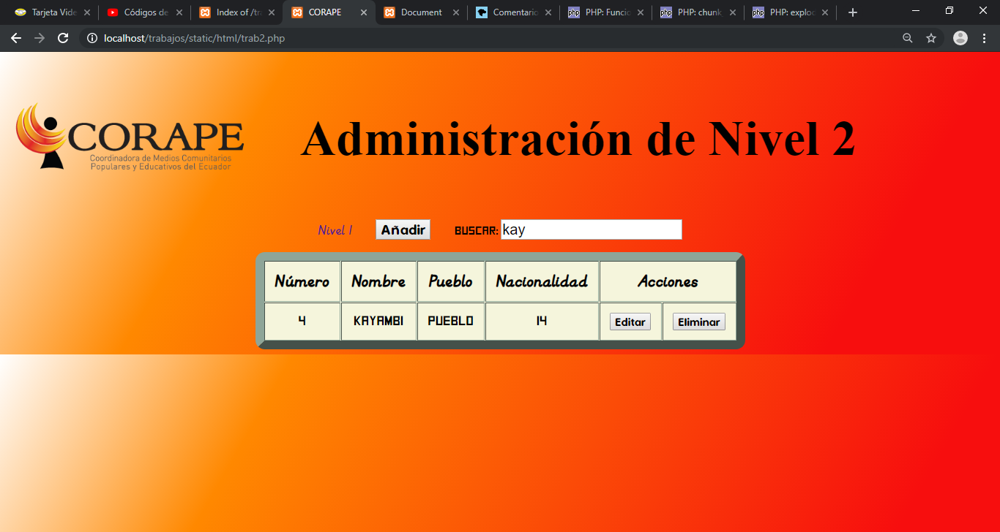 Tarjeta Vide
Códigos de
Index of /tra
CORAPE
Document
Comentario
PHP: Funcio
PHP: chunk
PHP: explod
localhost/trabajos/static/html/trab2.php
CORAPE
Coordinadora de Medios Comunitarios
Populares y Educativos del Ecuador
Administración de Nivel 2
Nivel 1 Añadir BUSCAR: kay
Número Nombre Pueblo Nacionalidad Acciones
4 KAYAMBI PUEBLO 14 Editar Eliminar